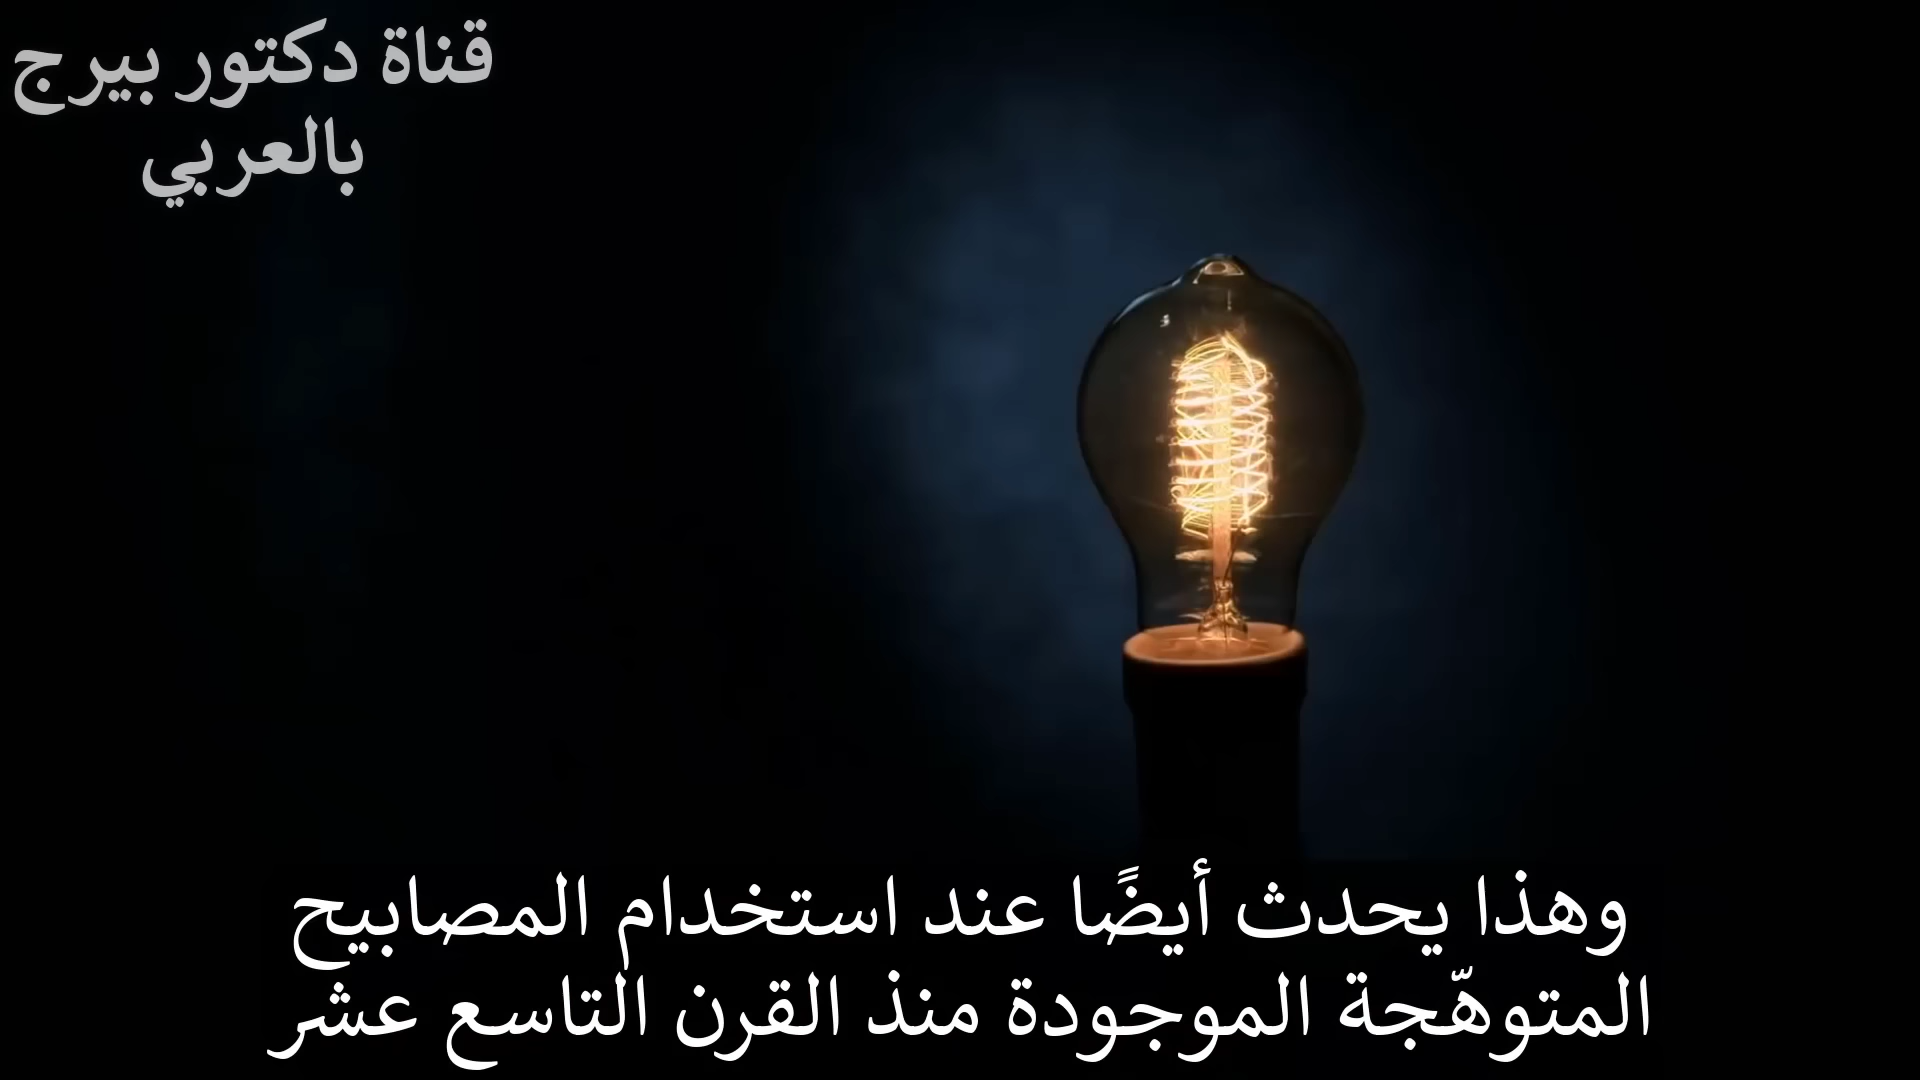 قناة دكتور بيرج
بالعربي
وهذا يحدث أيضًا عند استخدام المصابيح
المتوهّجة الموجودة منذ القرن التاسع عشر